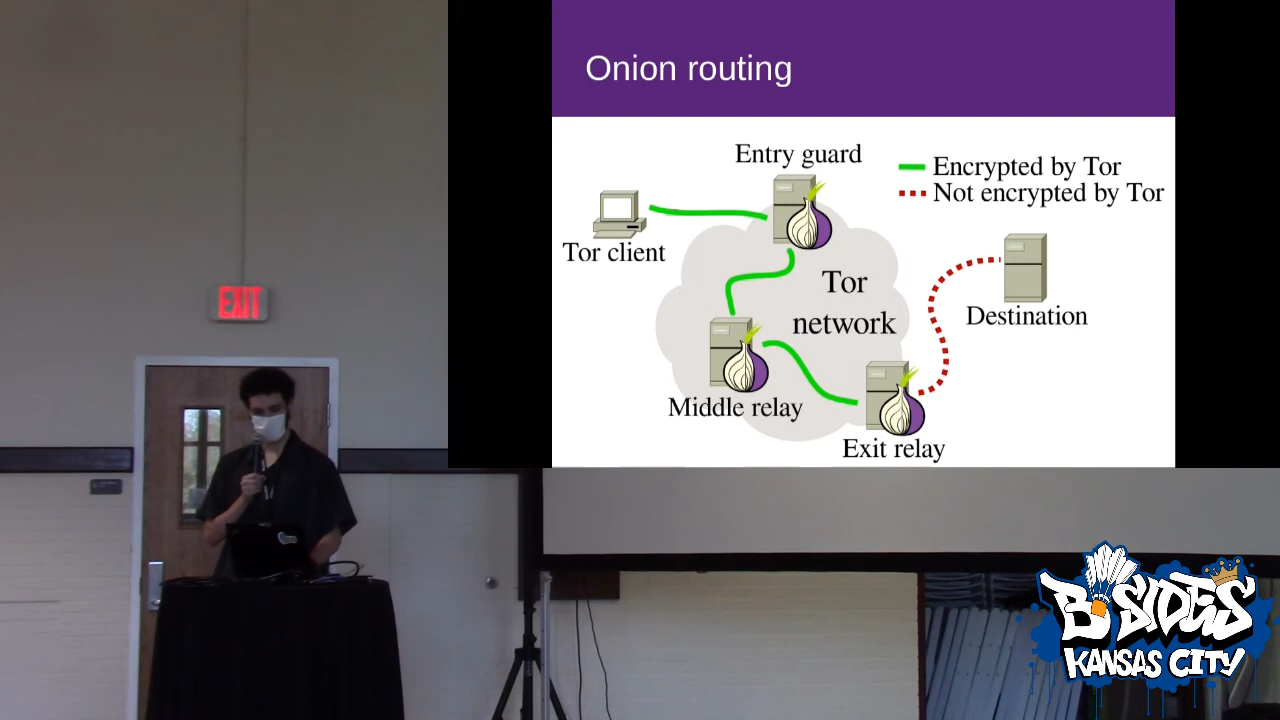 Onion routing
Entry guard
Encrypted by Tor
Not encrypted by Tor
Tor client
Tor
network
Destination
Middle relay
Exit relay
EXIT
BSIDES
KANSAS CITY